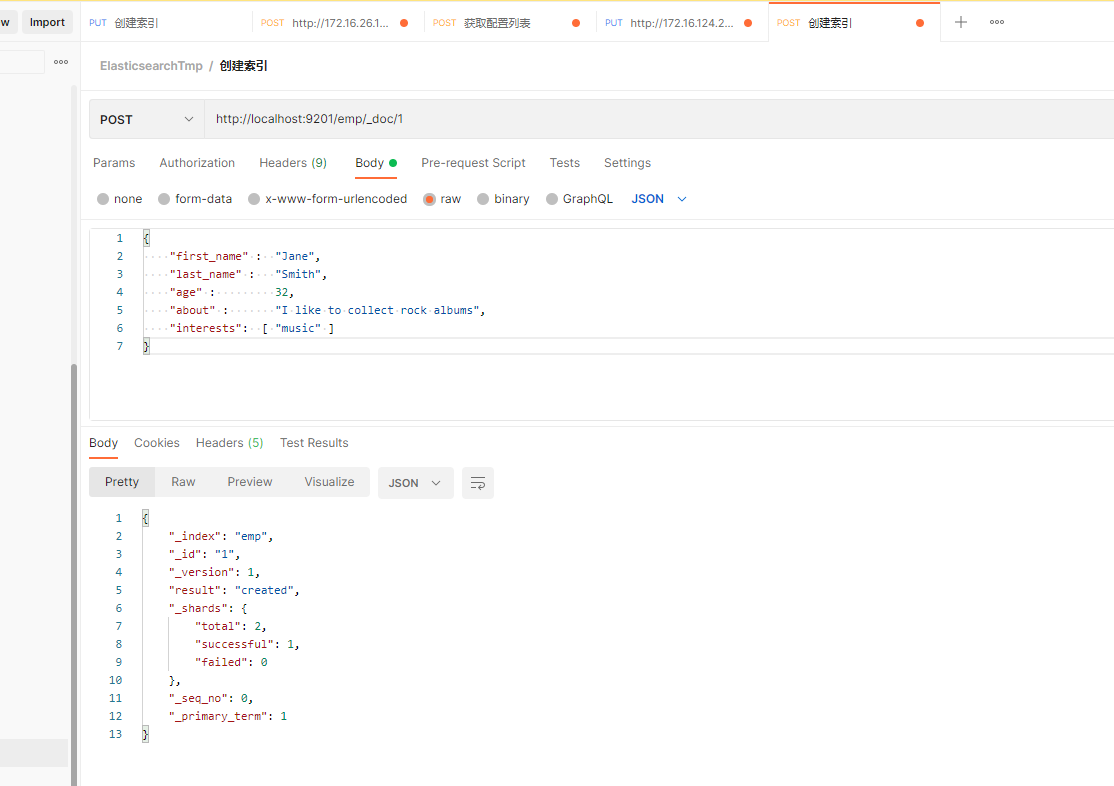 w Import PUT 创建索引 POST http://172.16.26.1... POST 获取配置列表 PUT http://172.16.124.2... POST 创建索引
ElasticsearchTmp / 创建索引
POST http://localhost:9201/emp/_doc/1
Params Authorization Headers (9) Body Pre-request Script Tests Settings
none form-data x-www-form-urlencoded raw binary GraphQL JSON
1 {
2 "first_name" : "Jane",
3 "last_name" : "Smith",
4 "age" : 32,
5 "about" : "I like to collect rock albums",
6 "interests": [ "music" ]
7 }
Body Cookies Headers (5) Test Results
Pretty Raw Preview Visualize JSON
1 {
2 "_index": "emp",
3 "_id": "1",
4 "_version": 1,
5 "result": "created",
6 "_shards": {
7 "total": 2,
8 "successful": 1,
9 "failed": 0
10 },
11 "_seq_no": 0,
12 "_primary_term": 1
13 }